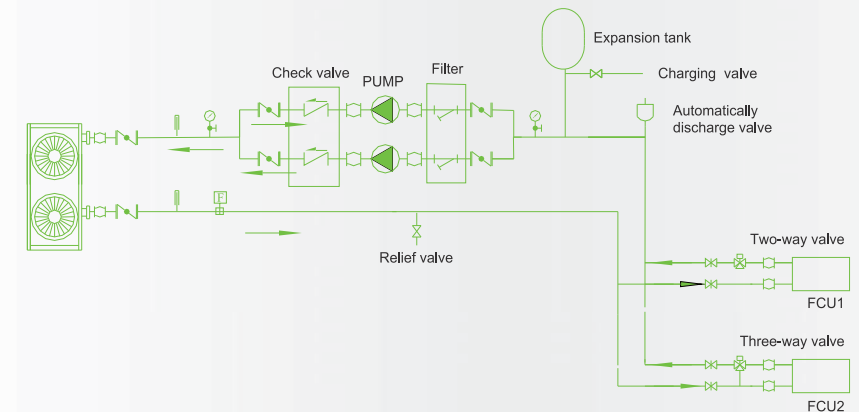 Expansion tank
Check valve
PUMP
Filter
Charging valve
Automatically
discharge valve
F
Relief valve
Two-way valve
FCU1
Three-way valve
FCU2